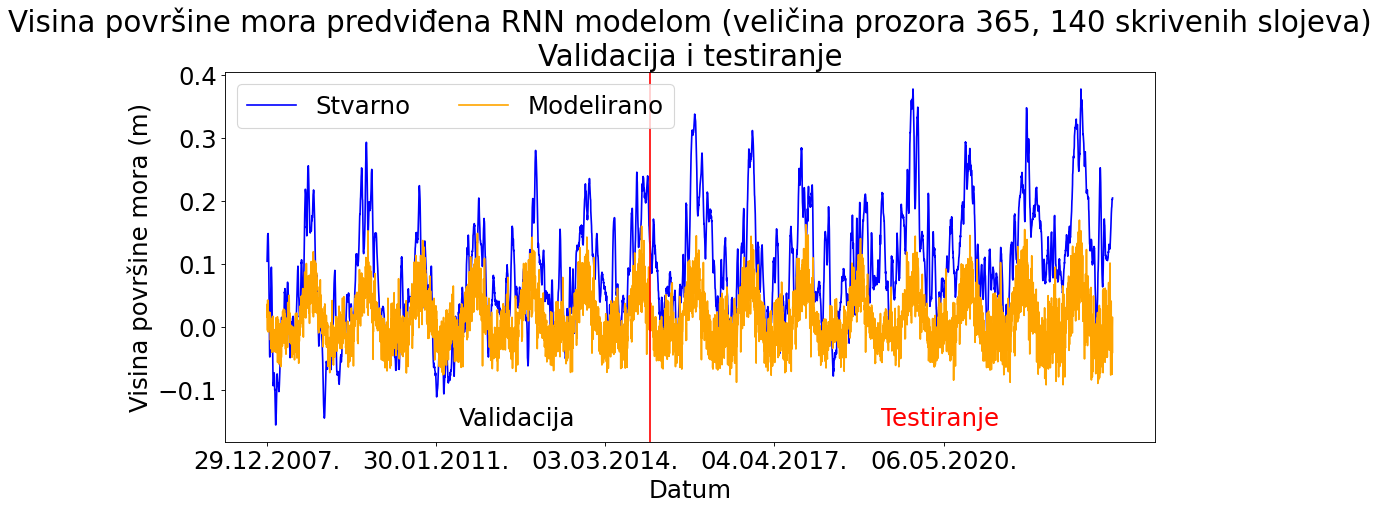 Visina površine mora predviđena RNN modelom (veličina prozora 365, 140 skrivenih slojeva)
Validacija i testiranje
Stvarno
Modelirano
Visina površine mora (m)
0.4
0.3
0.2
0.1
0.0
−0.1
Validacija
Testiranje
29.12.2007.
30.01.2011.
03.03.2014.
04.04.2017.
06.05.2020.
Datum